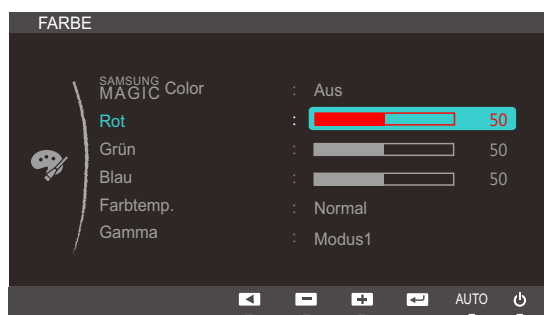 FARBE
SAMSUNG MAGIC Color : Aus
Rot : 50
Grün : 50
Blau : 50
Farbtemp. : Normal
Gamma : Modus1
AUTO